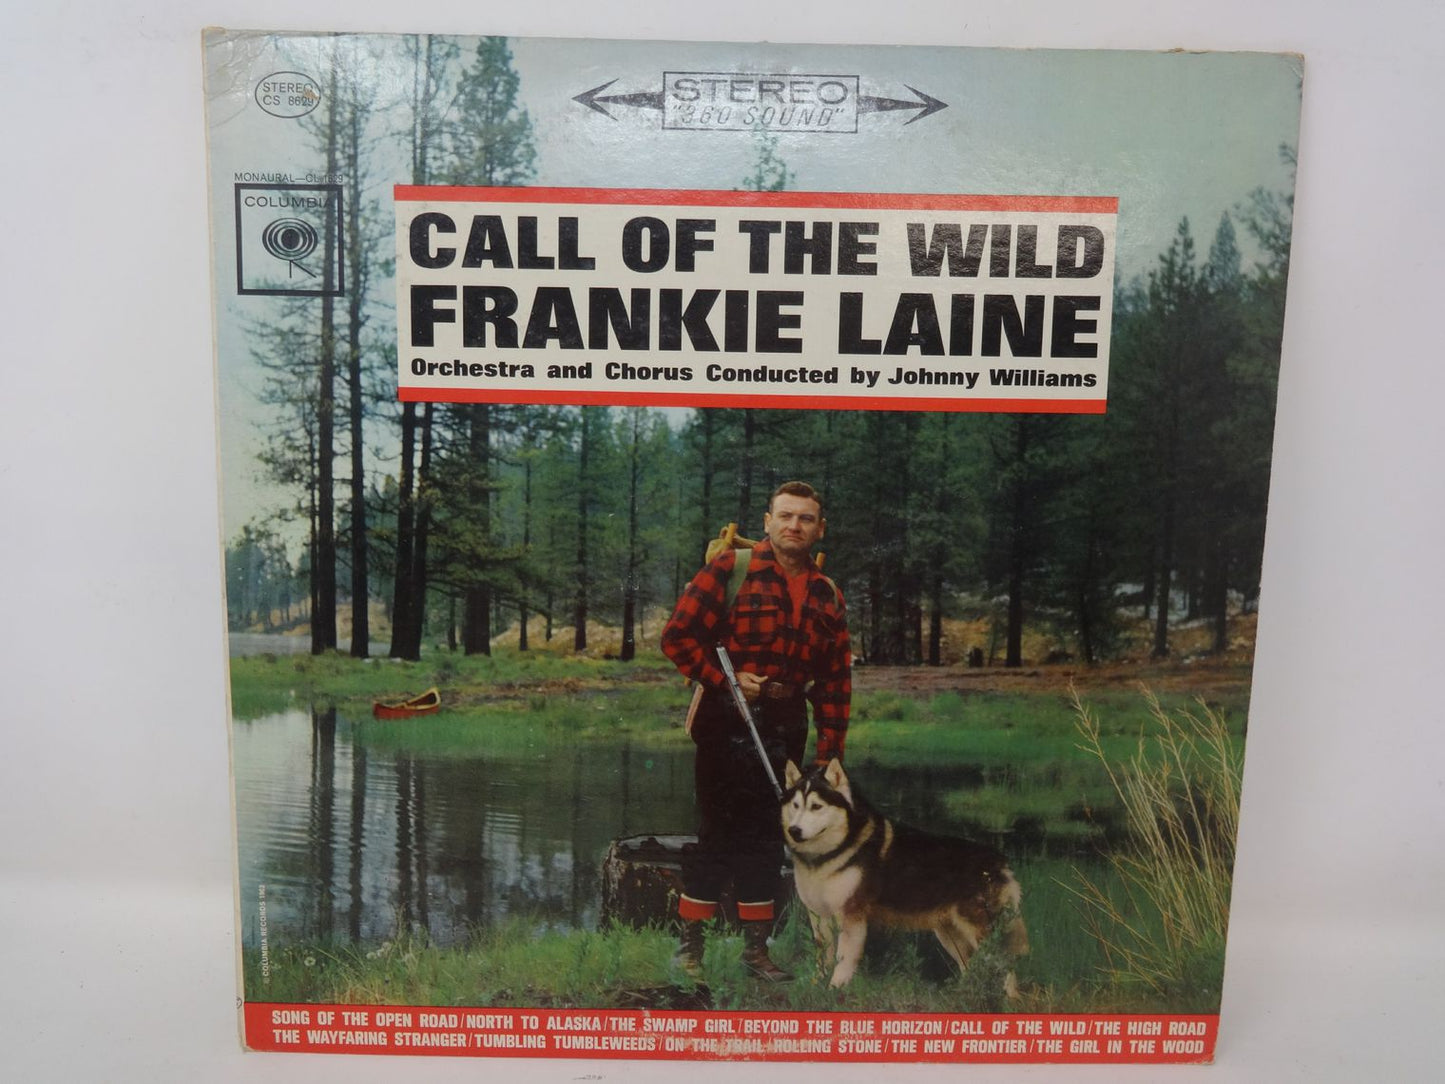 STEREO
CS 8629
STEREO
"360 SOUND"
MONAURAL—CL 1829
COLUMBIA
CALL OF THE WILD
FRANKIE LAINE
Orchestra and Chorus Conducted by Johnny Williams
© COLUMBIA RECORDS 1962
SONG OF THE OPEN ROAD/NORTH TO ALASKA/THE SWAMP GIRL/BEYOND THE BLUE HORIZON/CALL OF THE WILD/THE HIGH ROAD
THE WAYFARING STRANGER/TUMBLING TUMBLEWEEDS/ON THE TRAIL/ROLLING STONE/THE NEW FRONTIER/THE GIRL IN THE WOOD